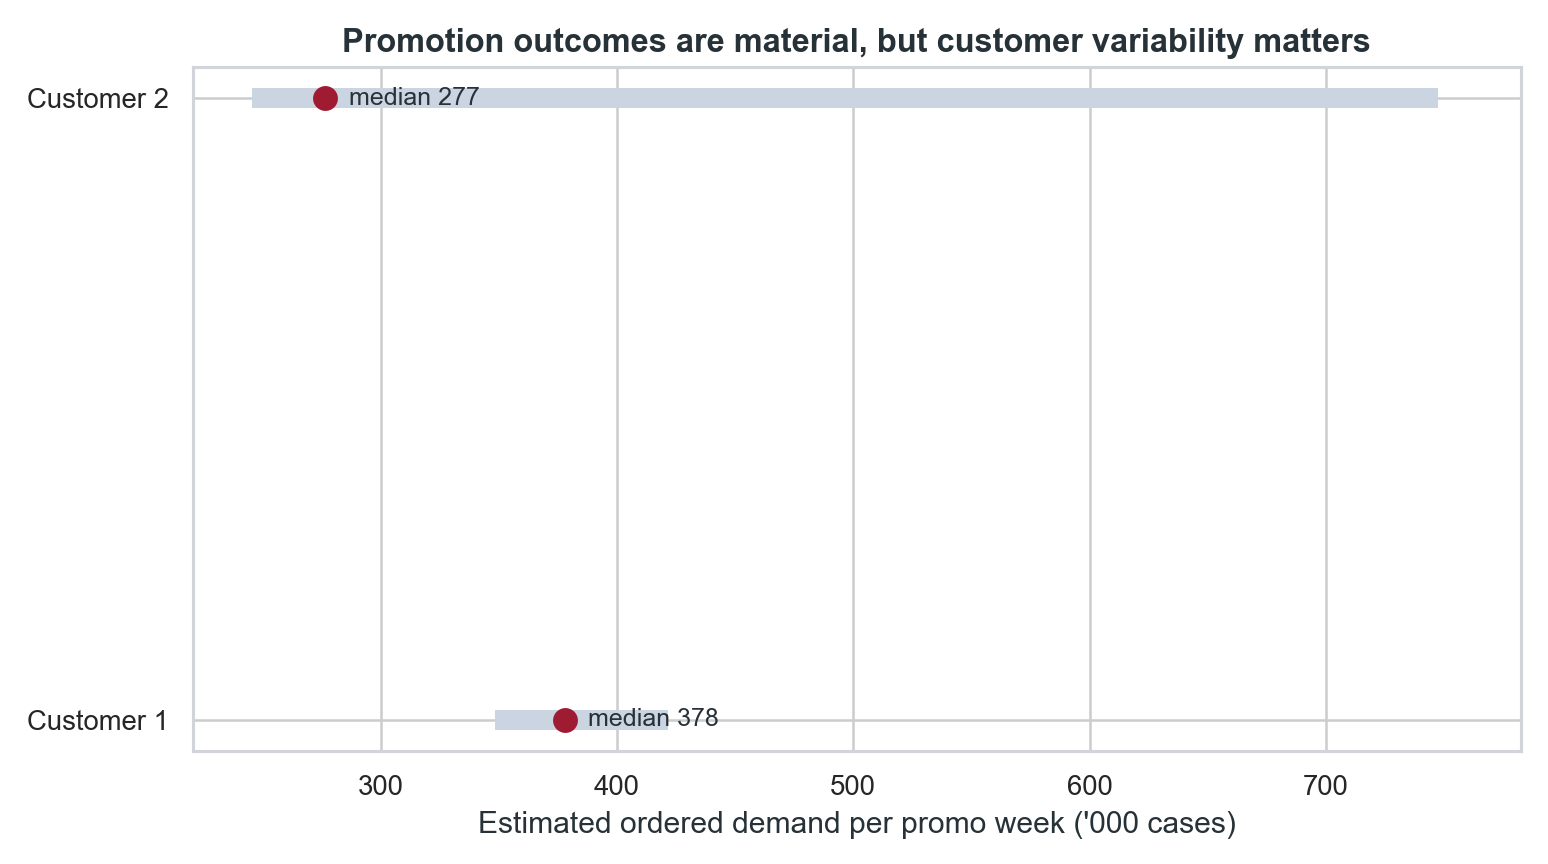 Promotion outcomes are material, but customer variability matters
Customer 2
median 277
Customer 1
median 378
300 400 500 600 700
Estimated ordered demand per promo week ('000 cases)